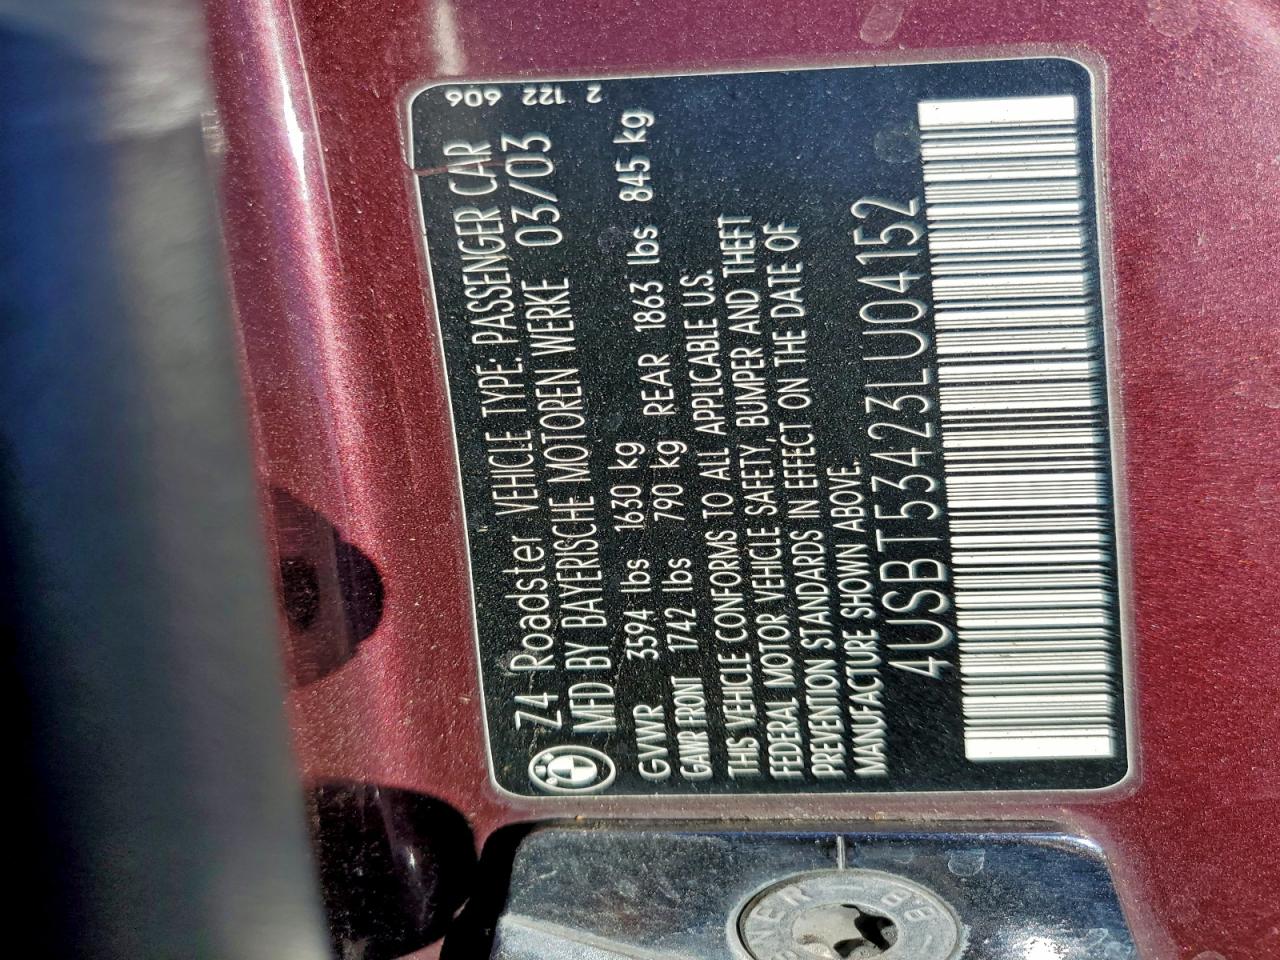 Z4 Roadster VEHICLE TYPE: PASSENGER CAR
MFD BY BAYERISCHE MOTOREN WERKE 03/03
2 122 606
GVWR 3594 lbs 1630 kg
GAWR FRONT 1742 lbs 790 kg REAR 1863 lbs 845 kg
THIS VEHICLE CONFORMS TO ALL APPLICABLE U.S.
FEDERAL MOTOR VEHICLE SAFETY, BUMPER AND THEFT
PREVENTION STANDARDS IN EFFECT ON THE DATE OF
MANUFACTURE SHOWN ABOVE.
4USBT53423LU04152